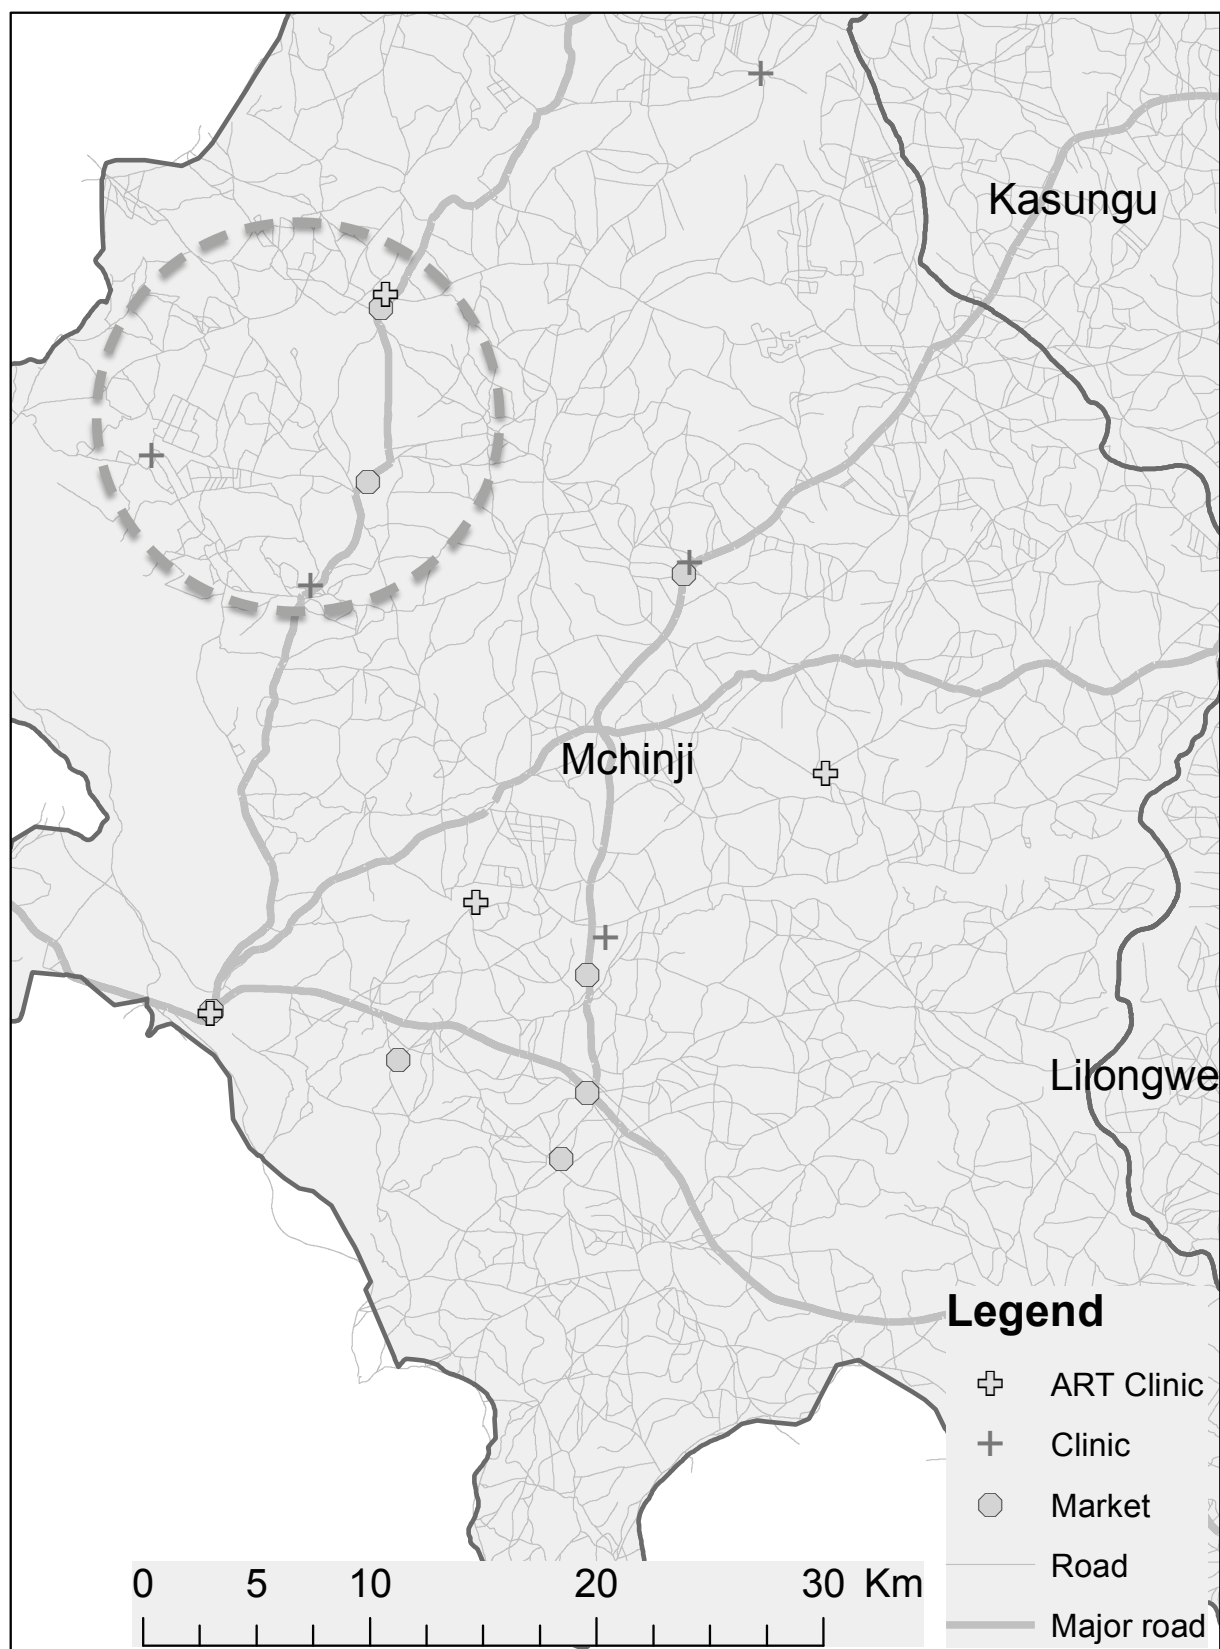 Kasungu
Mchinji
Lilongwe
Legend
ART Clinic
Clinic
Market
Road
Major road
0 5 10 20 30 Km